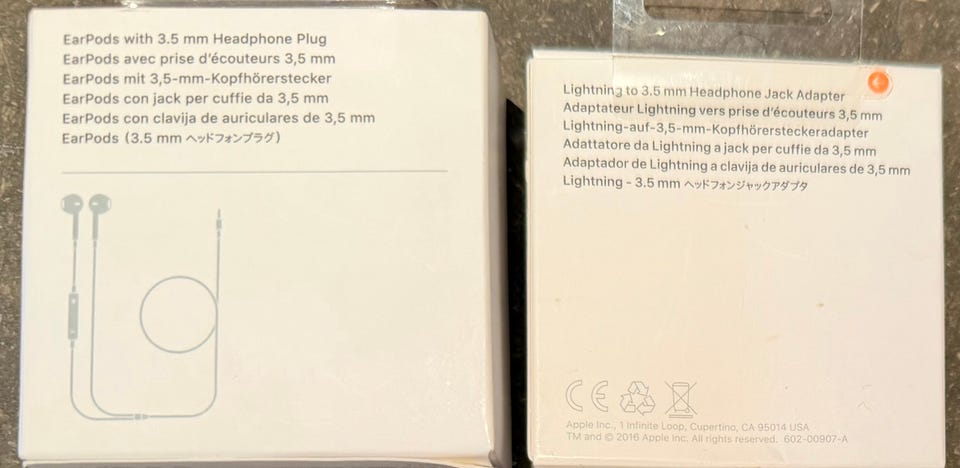 EarPods with 3.5 mm Headphone Plug
EarPods avec prise d'écouteurs 3,5 mm
EarPods mit 3,5-mm-Kopfhörerstecker
EarPods con jack per cuffie da 3,5 mm
EarPods con clavija de auriculares de 3,5 mm
EarPods (3.5 mm ヘッドフォンプラグ)
Lightning to 3.5 mm Headphone Jack Adapter
Adaptateur Lightning vers prise d'écouteurs 3,5 mm
Lightning-auf-3,5-mm-Kopfhörersteckeradapter
Adattatore da Lightning a jack per cuffie da 3,5 mm
Adaptador de Lightning a clavija de auriculares de 3,5 mm
Lightning - 3.5 mm ヘッドフォンジャックアダプタ
CE
Apple Inc., 1 Infinite Loop, Cupertino, CA 95014 USA
TM and © 2016 Apple Inc. All rights reserved. 602-00907-A